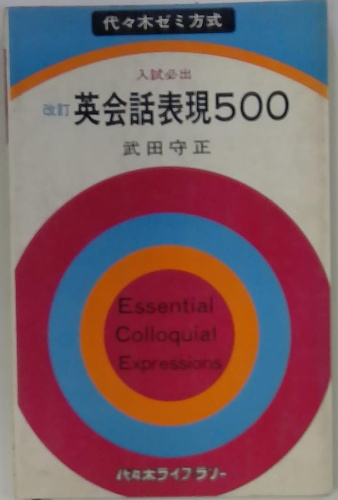 代々木ゼミ方式
入試必出
改訂 英会話表現500
武田守正
Essential
Colloquial
Expressions
代々木ライブラリー